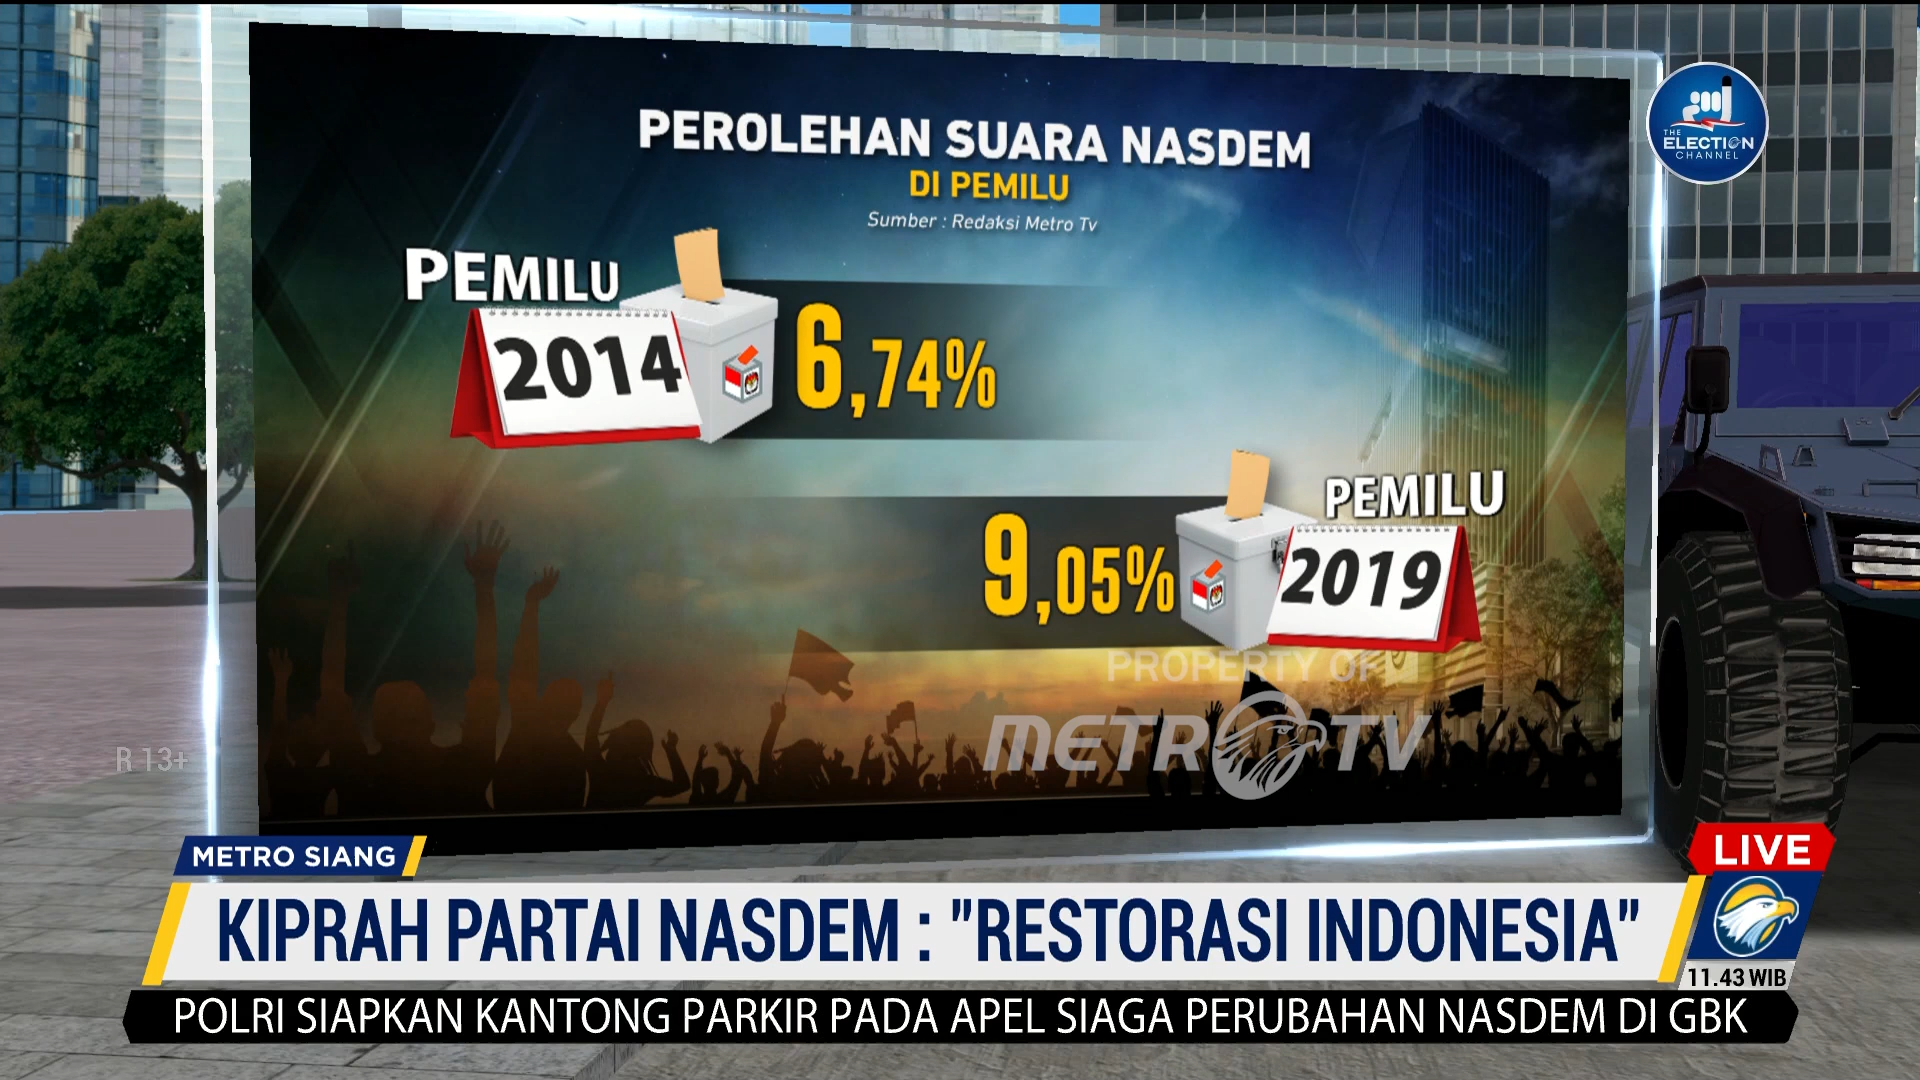 PEROLEHAN SUARA NASDEM
DI PEMILU
Sumber : Redaksi Metro Tv
THE
ELECTION
CHANNEL
PEMILU
2014
6,74%
PEMILU
2019
9,05%
PROPERTY OF
METRO TV
R 13+
METRO SIANG
LIVE
KIPRAH PARTAI NASDEM : "RESTORASI INDONESIA"
11.43 WIB
POLRI SIAPKAN KANTONG PARKIR PADA APEL SIAGA PERUBAHAN NASDEM DI GBK